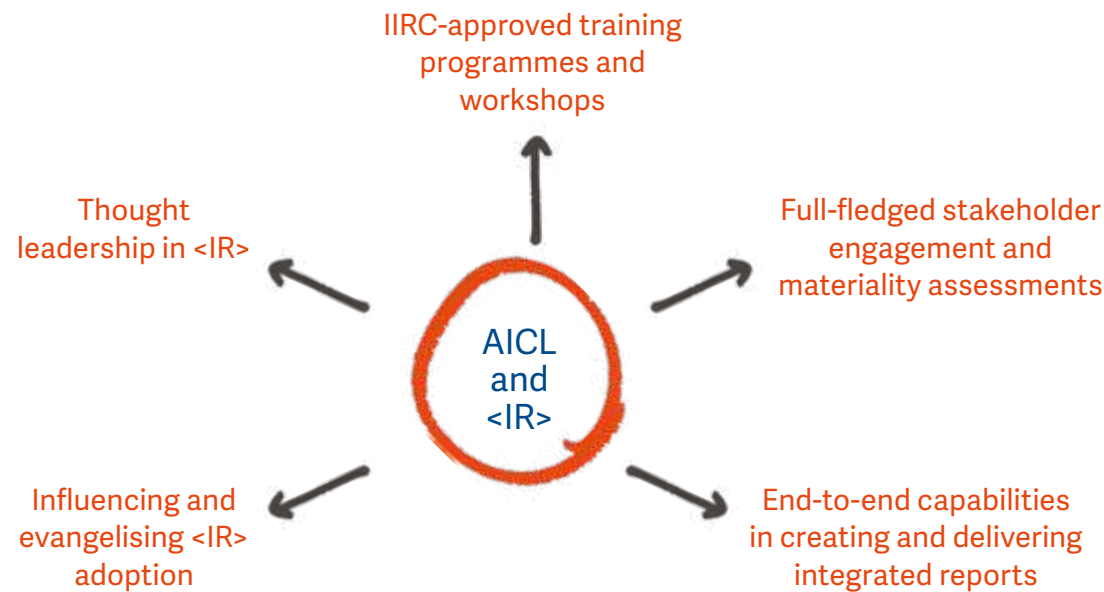 IIRC-approved training
programmes and
workshops
Thought
leadership in <IR>
Full-fledged stakeholder
engagement and
materiality assessments
AICL
and
<IR>
Influencing and
evangelising <IR>
adoption
End-to-end capabilities
in creating and delivering
integrated reports